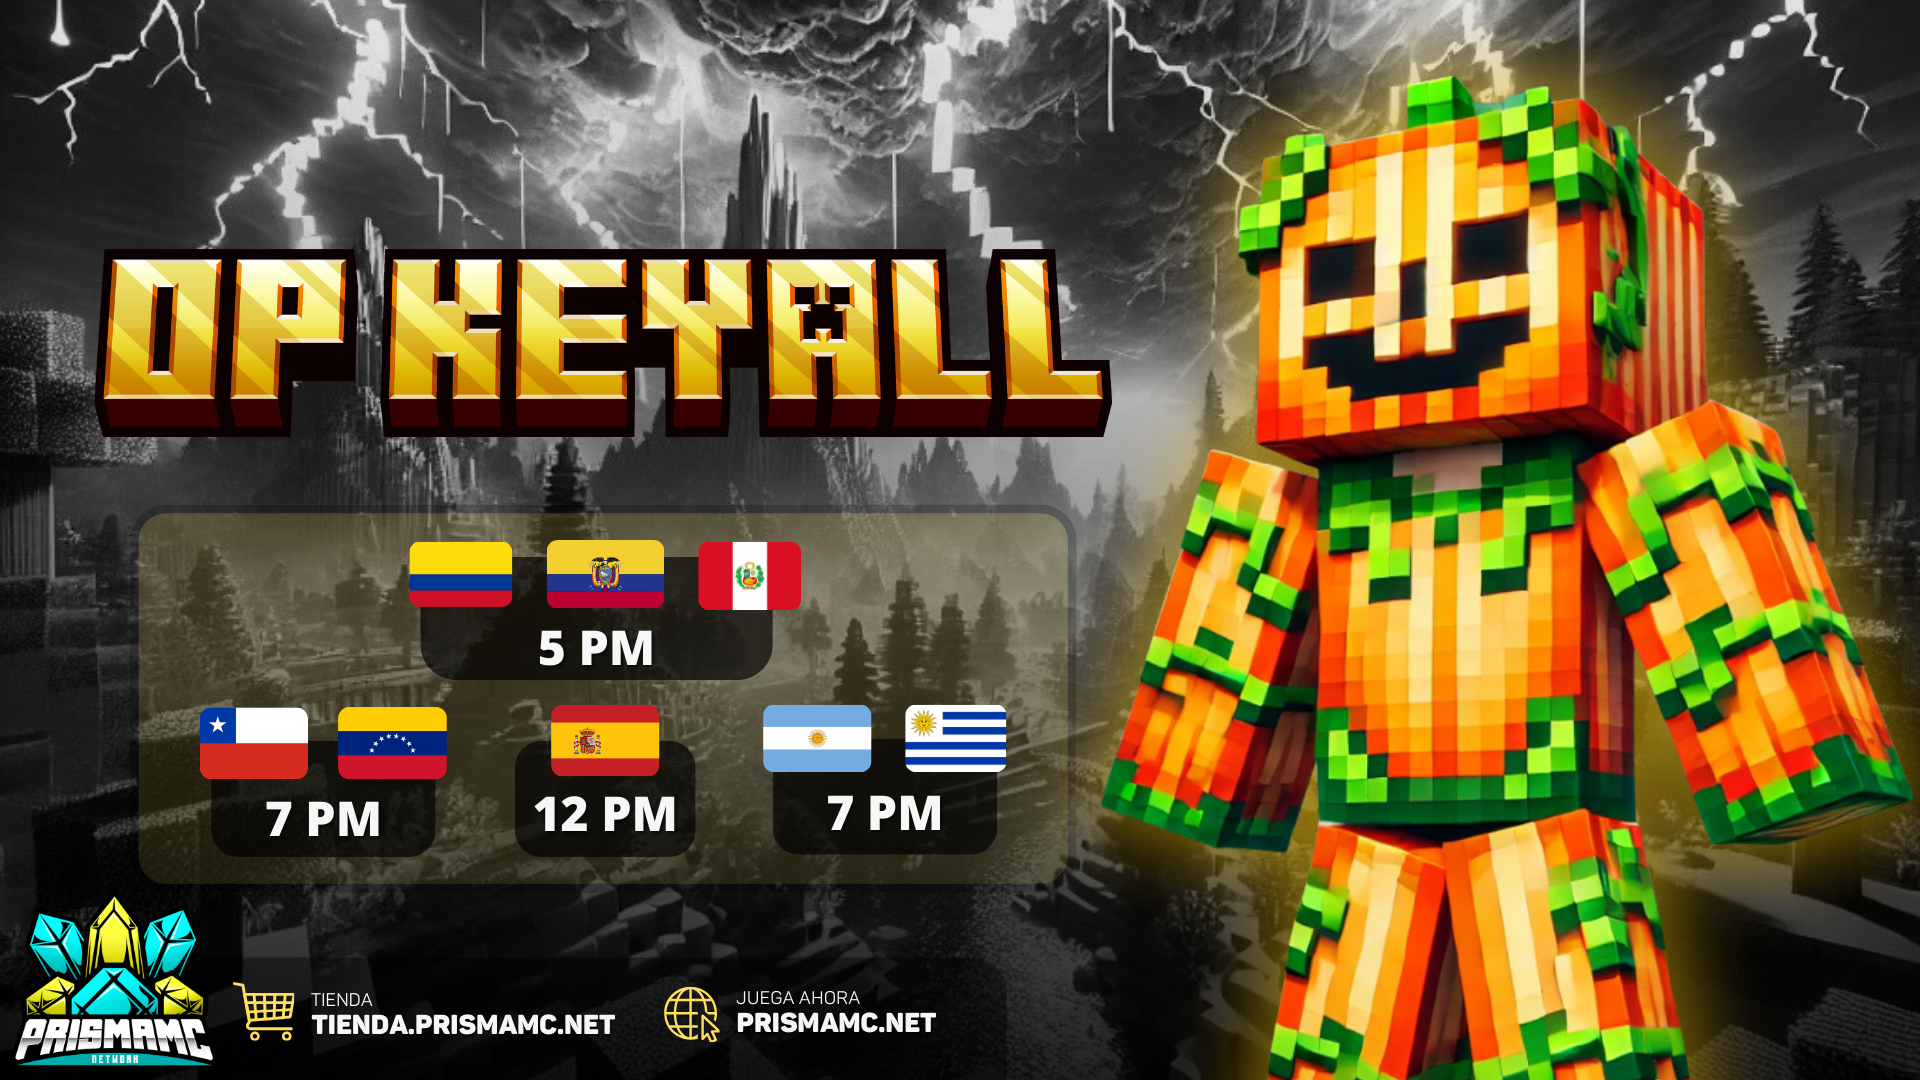 OP KEYALL
5 PM
7 PM
12 PM
7 PM
PRISMAMC
NETWORK
TIENDA
TIENDA.PRISMAMC.NET
JUEGA AHORA
PRISMAMC.NET